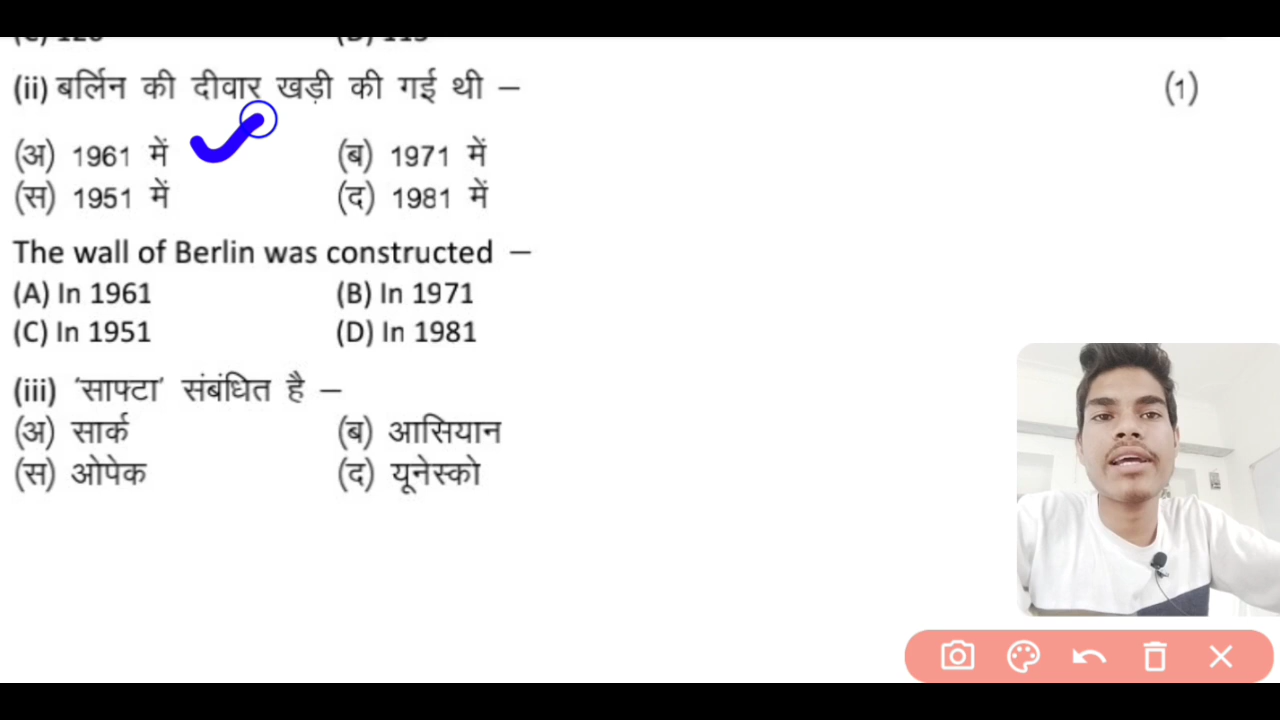 (ii) बर्लिन की दीवार खड़ी की गई थी – (1)
(अ) 1961 में (ब) 1971 में
(स) 1951 में (द) 1981 में
The wall of Berlin was constructed –
(A) In 1961 (B) In 1971
(C) In 1951 (D) In 1981
(iii) 'साफ्टा' संबंधित है –
(अ) सार्क (ब) आसियान
(स) ओपेक (द) यूनेस्को